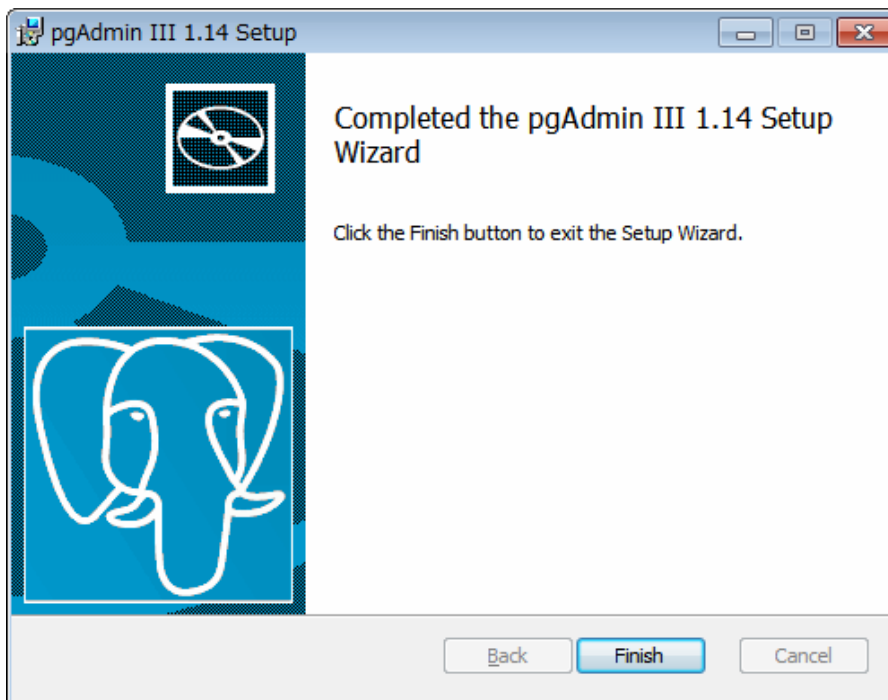 pgAdmin III 1.14 Setup
Completed the pgAdmin III 1.14 Setup
Wizard
Click the Finish button to exit the Setup Wizard.
Back
Finish
Cancel